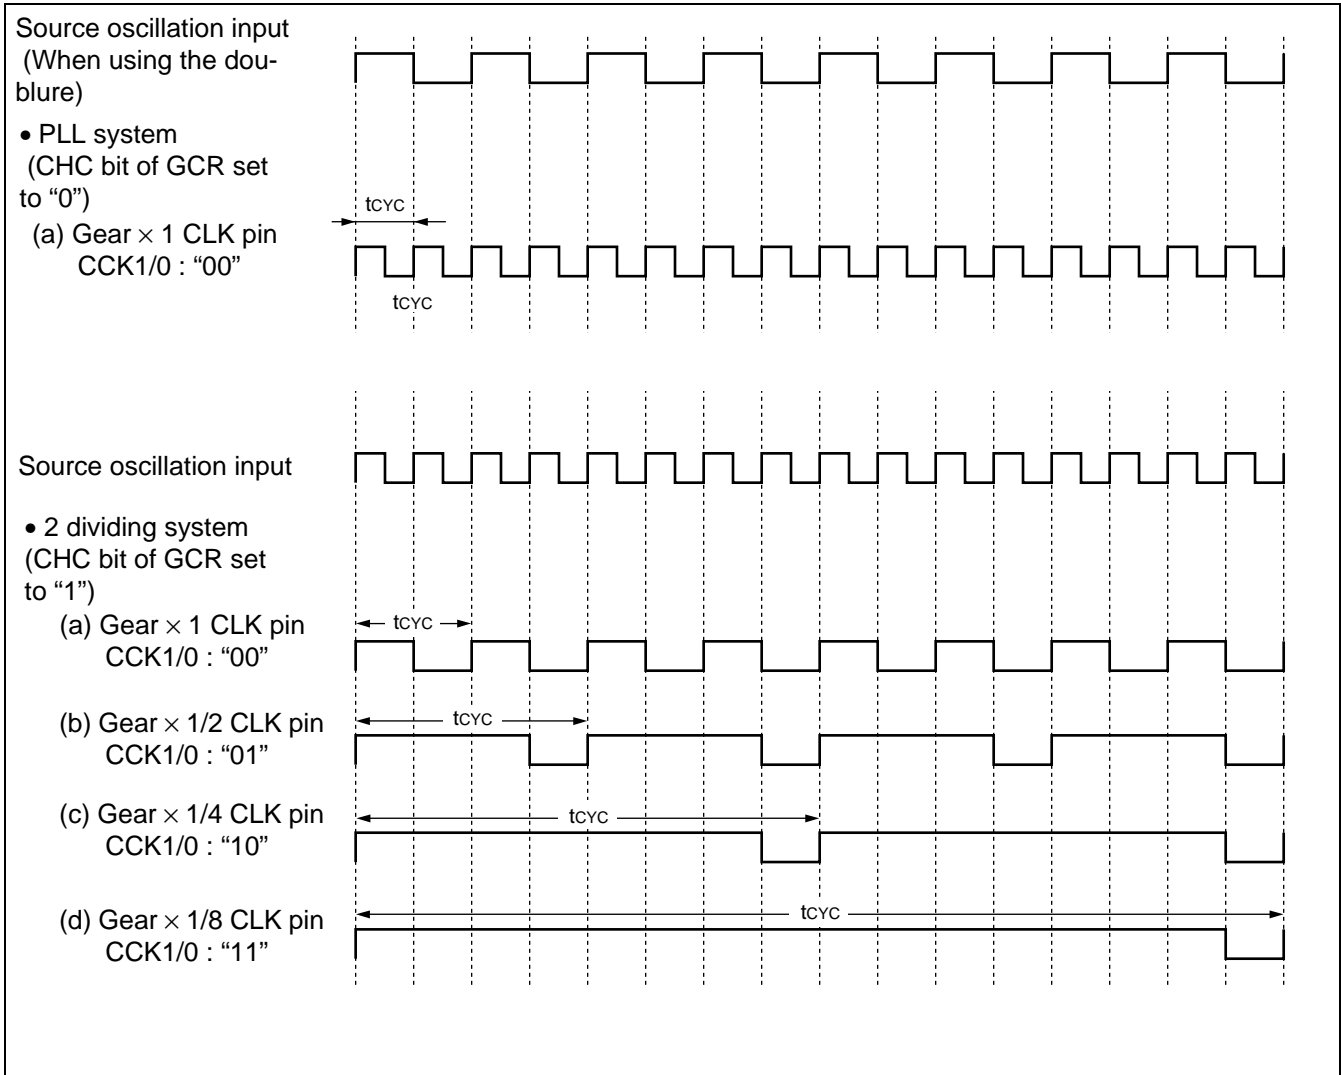 Source oscillation input
(When using the dou-
blure)
• PLL system
(CHC bit of GCR set
to “0”)
tCYC
(a) Gear × 1 CLK pin
CCK1/0 : “00”
tCYC
Source oscillation input
• 2 dividing system
(CHC bit of GCR set
to “1”)
(a) Gear × 1 CLK pin
tCYC
CCK1/0 : “00”
(b) Gear × 1/2 CLK pin
tCYC
CCK1/0 : “01”
(c) Gear × 1/4 CLK pin
tCYC
CCK1/0 : “10”
(d) Gear × 1/8 CLK pin
tCYC
CCK1/0 : “11”